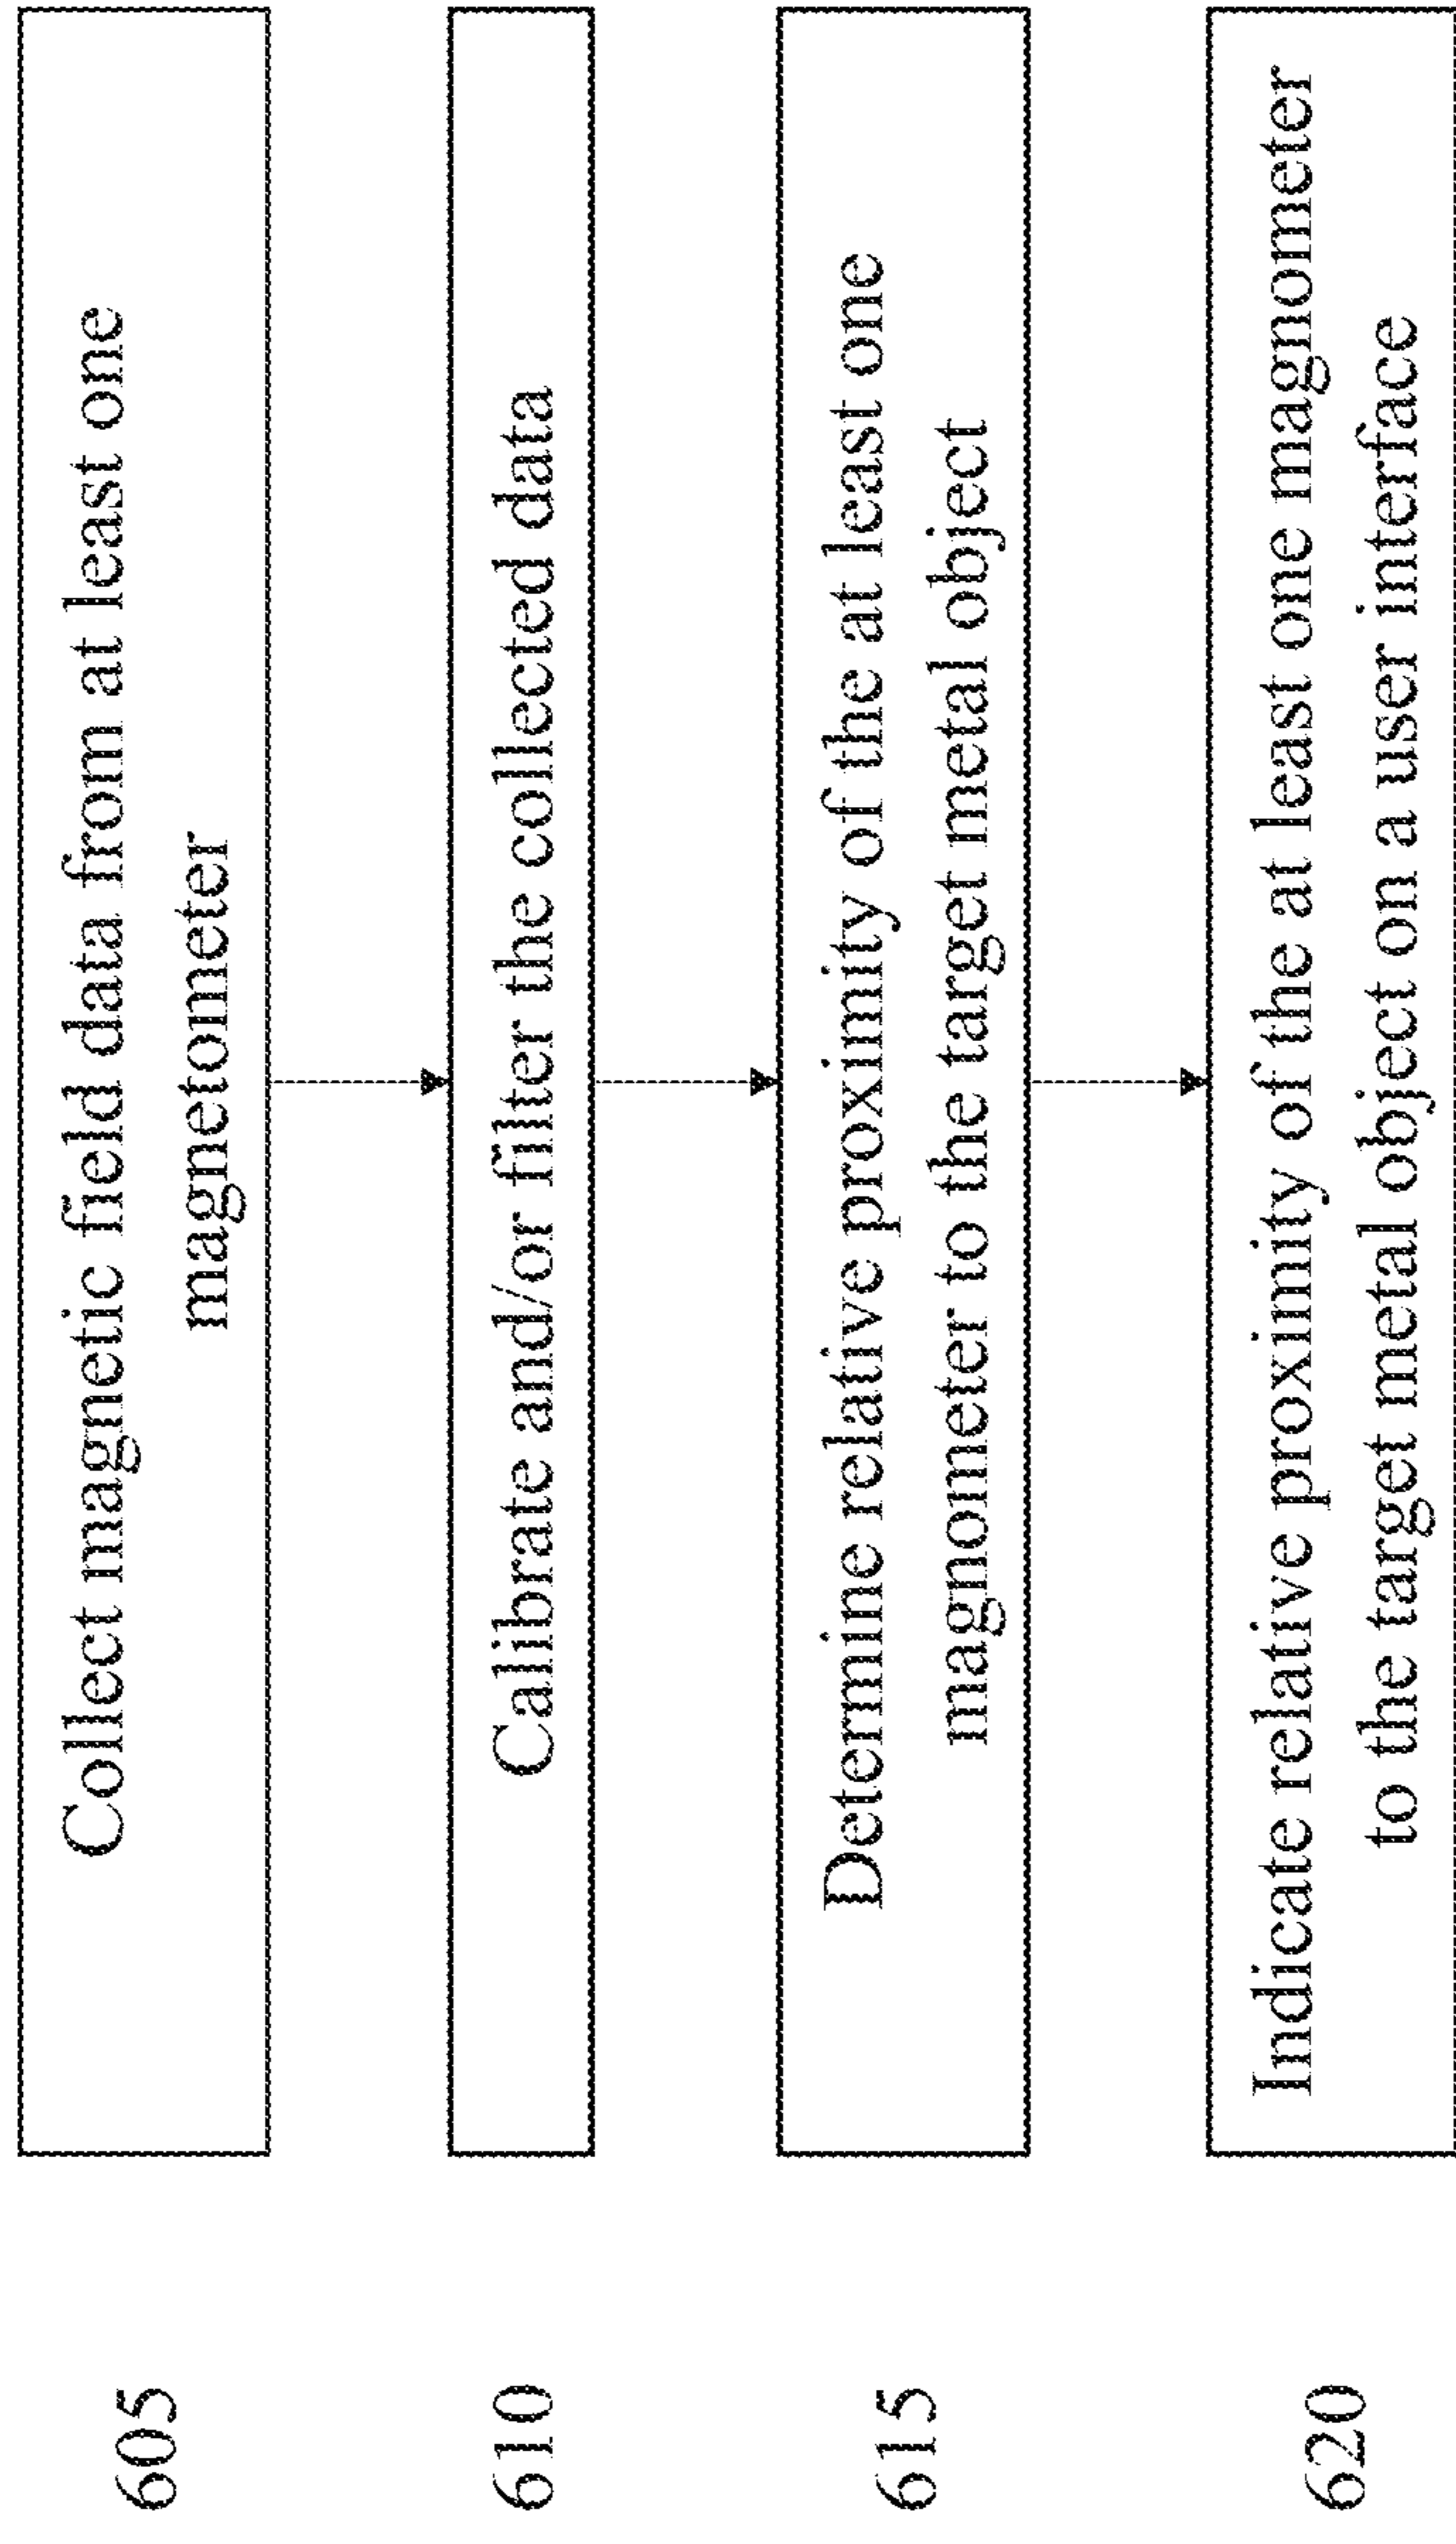 605
Collect magnetic field data from at least one
magnetometer
610
Calibrate and/or filter the collected data
615
Determine relative proximity of the at least one
magnometer to the target metal object
620
Indicate relative proximity of the at least one magnometer
to the target metal object on a user interface